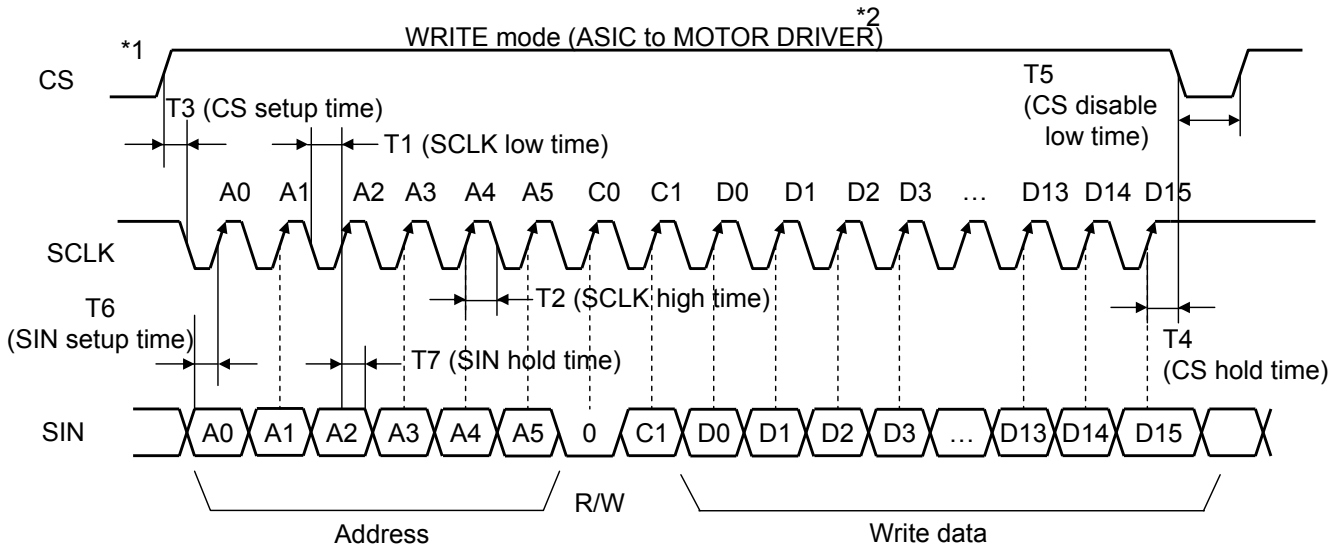 *2
*1 WRITE mode (ASIC to MOTOR DRIVER)
CS
T3 (CS setup time)
T5
(CS disable
low time)
T1 (SCLK low time)
A0 A1 A2 A3 A4 A5 C0 C1 D0 D1 D2 D3 … D13 D14 D15
SCLK
T6
(SIN setup time)
T2 (SCLK high time)
T7 (SIN hold time)
T4
(CS hold time)
SIN A0 A1 A2 A3 A4 A5 0 C1 D0 D1 D2 D3 … D13 D14 D15
R/W
Address Write data